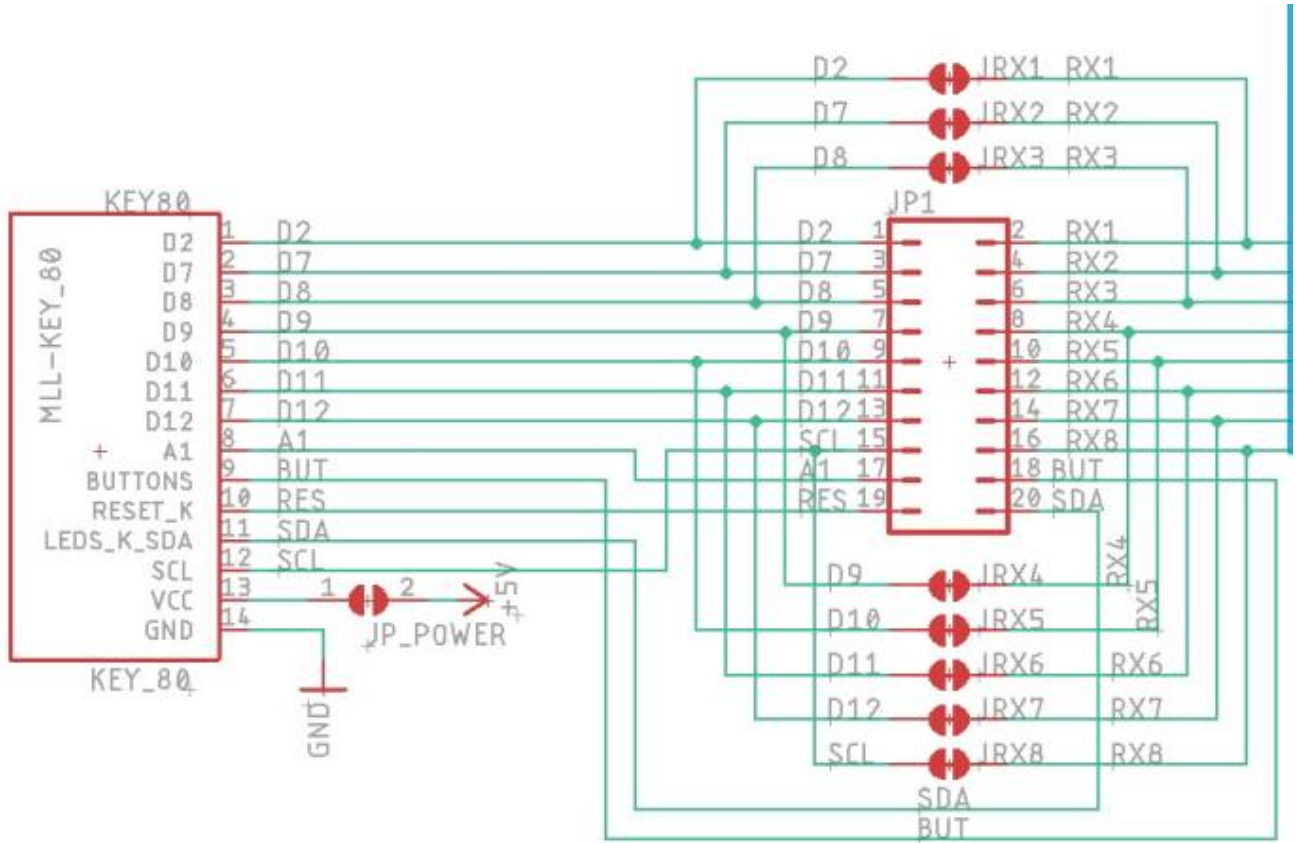 D2 JRX1 RX1
D7 JRX2 RX2
D8 JRX3 RX3
KEY80
JP1
D2 1 D2 D2 1 2 RX1
D7 2 D7 D7 3 4 RX2
D8 3 D8 D8 5 6 RX3
D9 4 D9 D9 7 8 RX4
D10 5 D10 D10 9 10 RX5
D11 6 D11 D11 11 12 RX6
D12 7 D12 D12 13 14 RX7
A1 8 A1 SCL 15 16 RX8
BUTTONS 9 BUT A1 17 18 BUT
RESET_K 10 RES RES 19 20 SDA
LEDS_K_SDA 11 SDA
SCL 12 SCL
VCC 13 1 2 +5V
GND 14
JP_POWER
MLL-KEY_80
KEY_80
GND
D9 JRX4 RX4
D10 JRX5 RX5
D11 JRX6 RX6
D12 JRX7 RX7
SCL JRX8 RX8
SDA
BUT